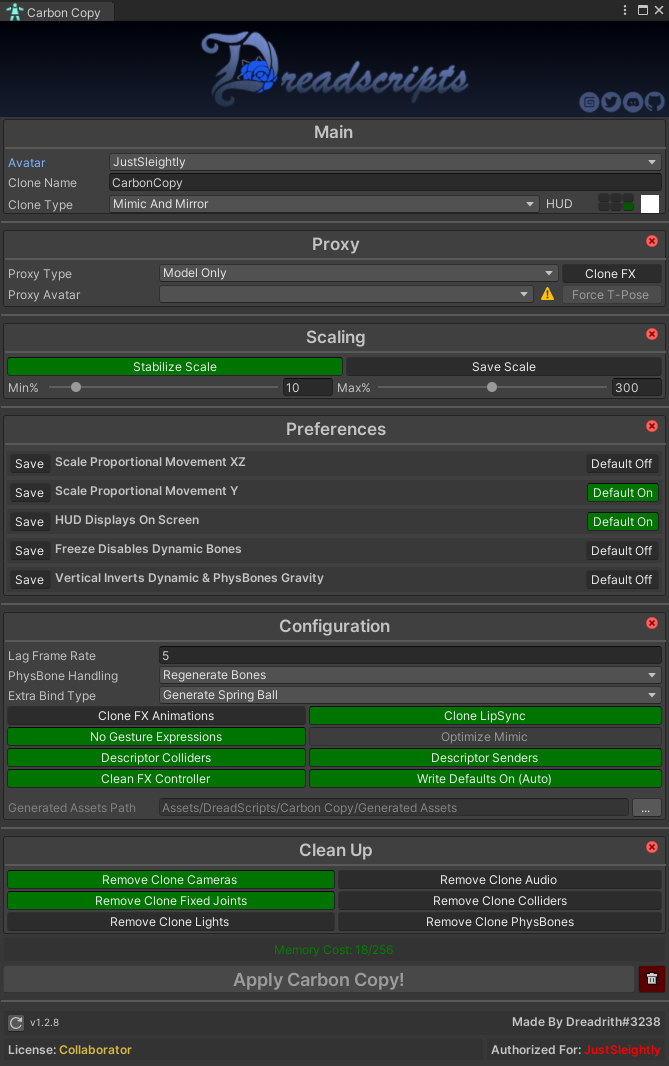 Carbon Copy
Dreadscripts
Main
Avatar JustSleightly
Clone Name CarbonCopy
Clone Type Mimic And Mirror HUD
Proxy
Proxy Type Model Only Clone FX
Proxy Avatar Force T-Pose
Scaling
Stabilize Scale Save Scale
Min% 10 Max% 300
Preferences
Save Scale Proportional Movement XZ Default Off
Save Scale Proportional Movement Y Default On
Save HUD Displays On Screen Default On
Save Freeze Disables Dynamic Bones Default Off
Save Vertical Inverts Dynamic & PhysBones Gravity Default Off
Configuration
Lag Frame Rate 5
PhysBone Handling Regenerate Bones
Extra Bind Type Generate Spring Ball
Clone FX Animations Clone LipSync
No Gesture Expressions Optimize Mimic
Descriptor Colliders Descriptor Senders
Clean FX Controller Write Defaults On (Auto)
Generated Assets Path Assets/DreadScripts/Carbon Copy/Generated Assets ...
Clean Up
Remove Clone Cameras Remove Clone Audio
Remove Clone Fixed Joints Remove Clone Colliders
Remove Clone Lights Remove Clone PhysBones
Memory Cost: 18/256
Apply Carbon Copy!
v1.2.8 Made By Dreadrith#3238
License: Collaborator Authorized For: JustSleightly